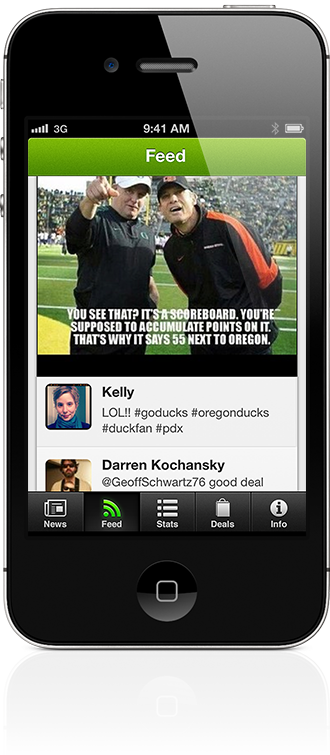 3G
9:41 AM
Feed
YOU SEE THAT? IT'S A SCOREBOARD. YOU'RE
SUPPOSED TO ACCUMULATE POINTS ON IT.
THAT'S WHY IT SAYS 55 NEXT TO OREGON.
Kelly
LOL!! #goducks #oregonducks
#duckfan #pdx
Darren Kochansky
@GeoffSchwartz76 good deal
News
Feed
Stats
Deals
Info